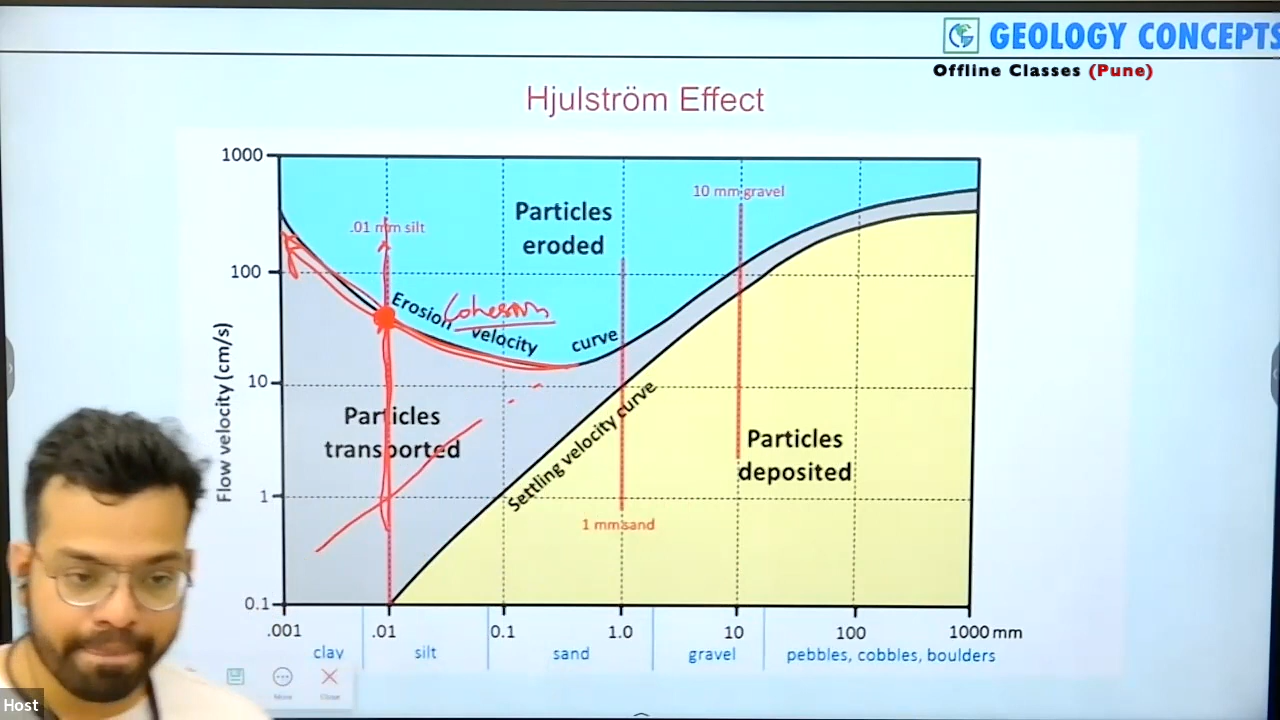 GEOLOGY CONCEPTS
Offline Classes (Pune)
Hjulström Effect
1000
100
10
1
0.1
Flow velocity (cm/s)
.01 mm silt
10 mm gravel
Particles
eroded
Cohesion
Erosion velocity curve
Particles
transported
Settling velocity curve
Particles
deposited
1 mm sand
.001 .01 0.1 1.0 10 100 1000 mm
clay silt sand gravel pebbles, cobbles, boulders
More Close
Host